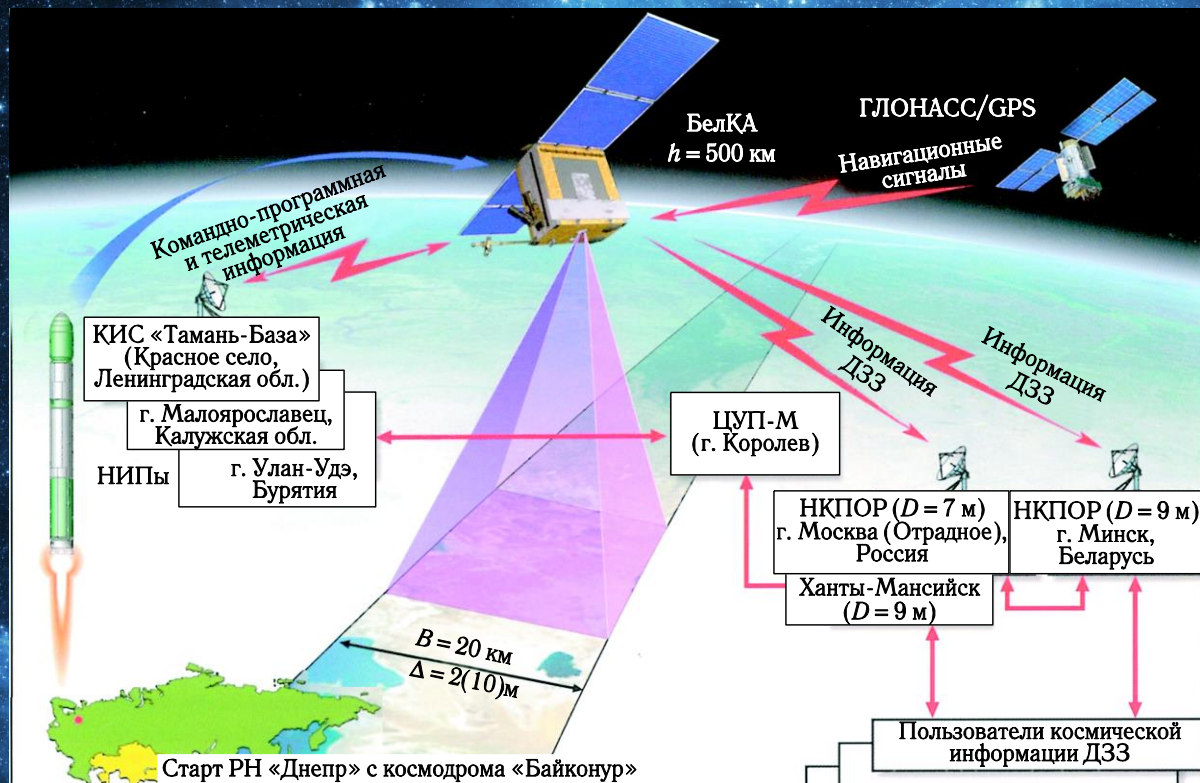 БелКА
h = 500 км
ГЛОНАСС/GPS
Навигационные
сигналы
Командно-программная
и телеметрическая
информация
КИС «Тамань-База»
(Красное село,
Ленинградская обл.)
г. Малоярославец,
Калужская обл.
НИПы
г. Улан-Удэ,
Бурятия
ЦУП-М
(г. Королев)
Информация
ДЗЗ
Информация
ДЗЗ
НКПОР (D = 7 м)
г. Москва (Отрадное),
Россия
НКПОР (D = 9 м)
г. Минск,
Беларусь
Ханты-Мансийск
(D = 9 м)
B = 20 км
Δ = 2(10)м
Пользователи космической
информации ДЗЗ
Старт РН «Днепр» с космодрома «Байконур»